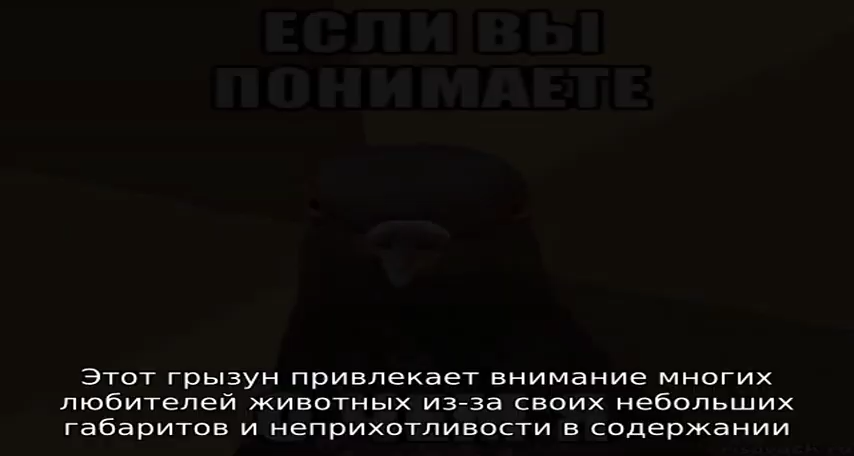 ЕСЛИ ВЫ
ПОНИМАЕТЕ
Этот грызун привлекает внимание многих
любителей животных из-за своих небольших
габаритов и неприхотливости в содержании